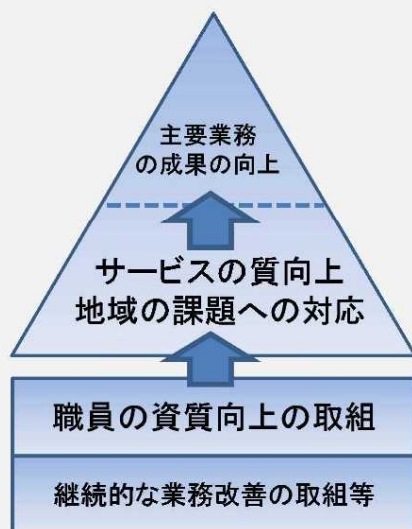 主要業務
の成果の向上
サービスの質向上
地域の課題への対応
職員の資質向上の取組
継続的な業務改善の取組等